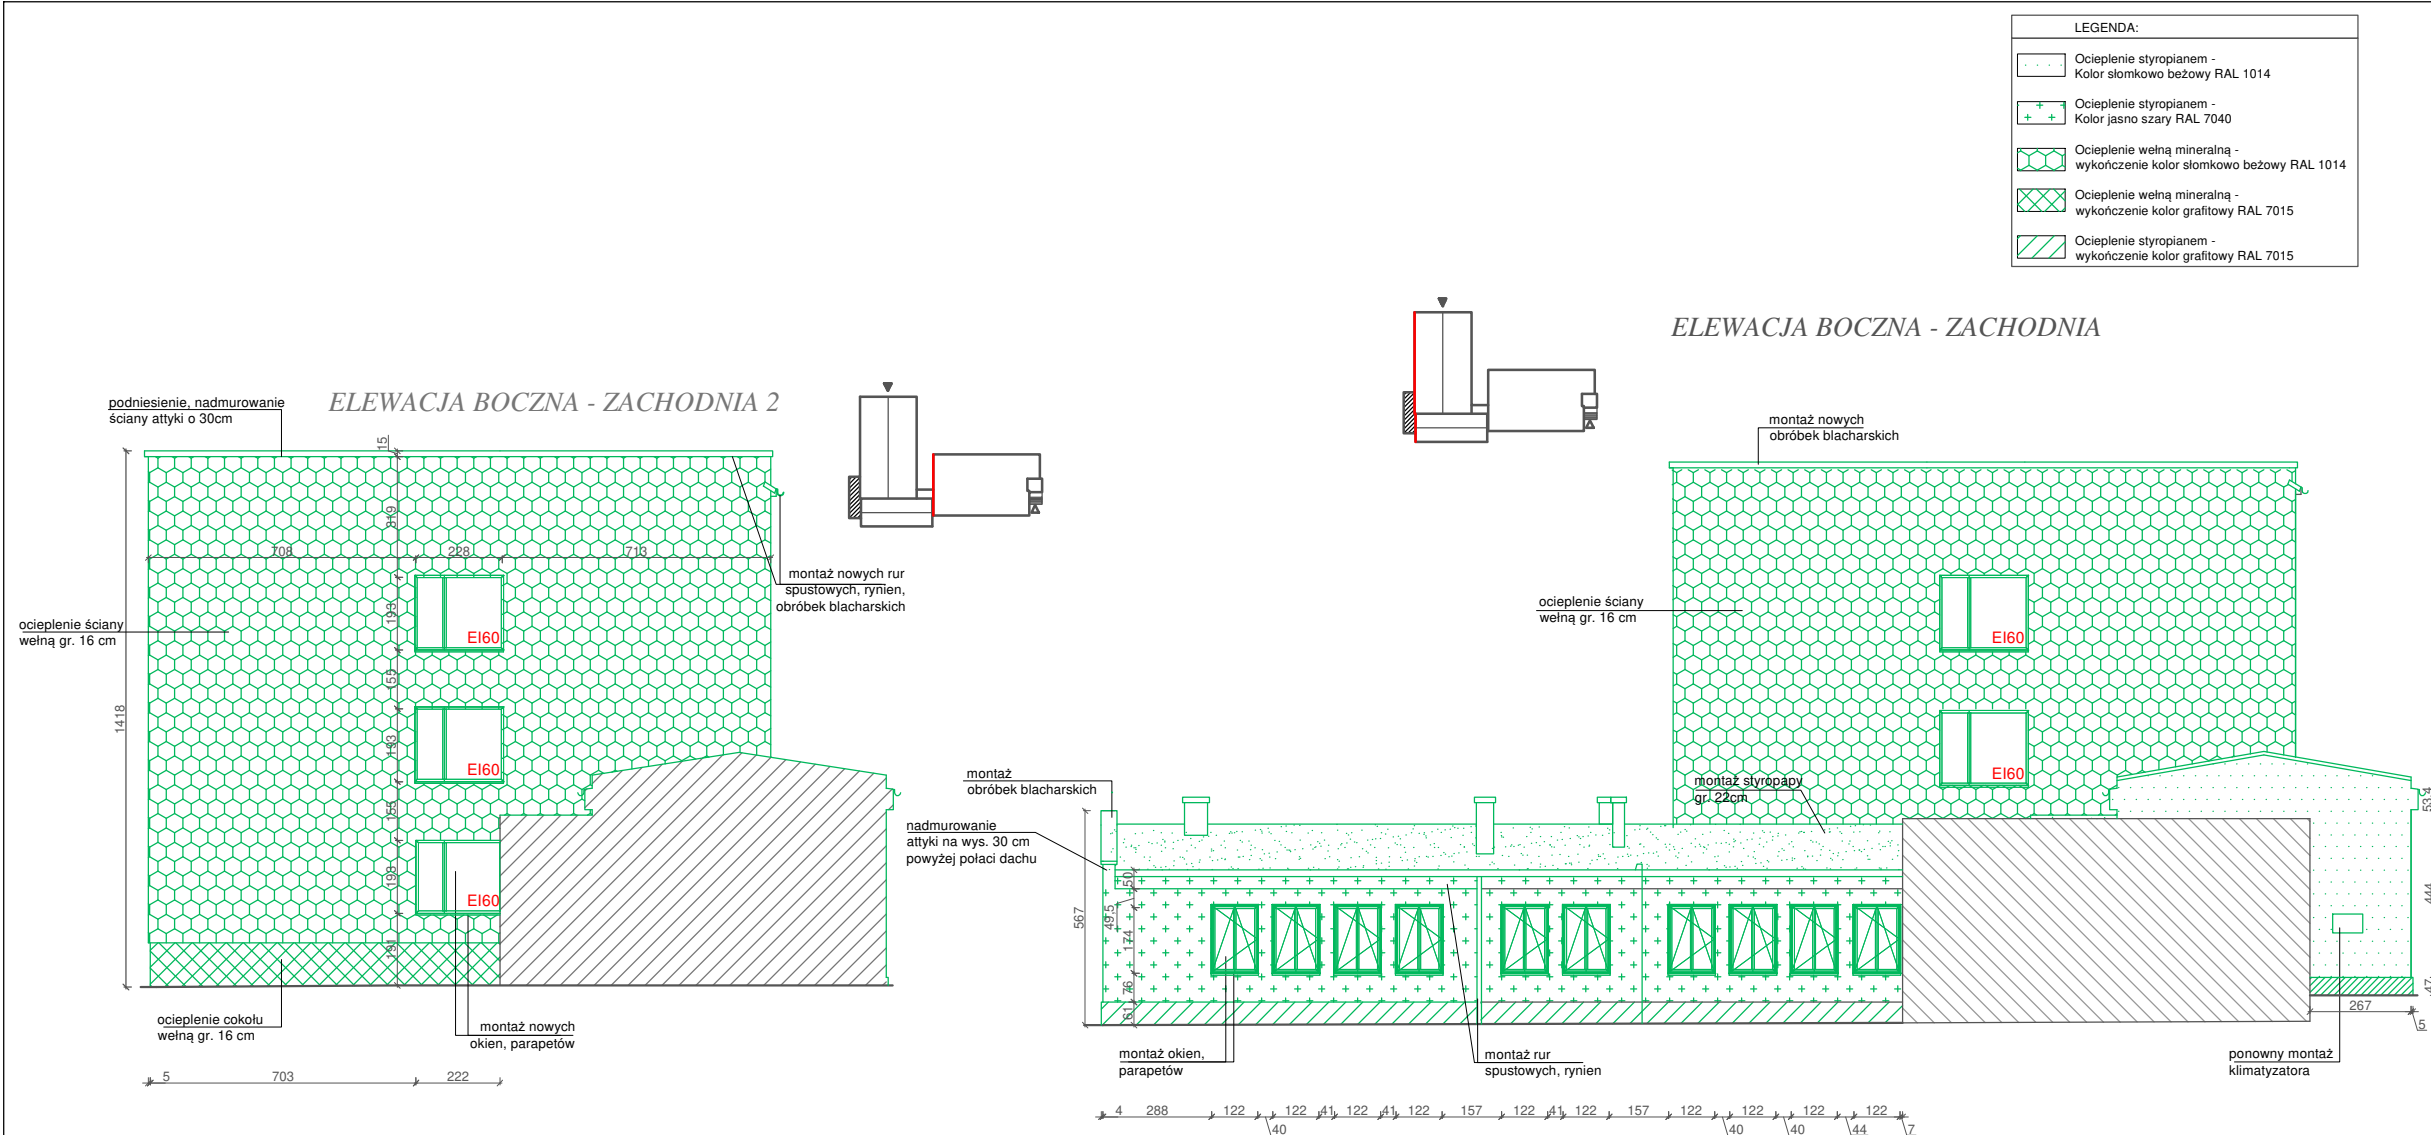 LEGENDA:
Ocieplenie styropianem -
Kolor słomkowo beżowy RAL 1014
Ocieplenie styropianem -
Kolor jasno szary RAL 7040
Ocieplenie wełną mineralną -
wykończenie kolor słomkowo beżowy RAL 1014
Ocieplenie wełną mineralną -
wykończenie kolor grafitowy RAL 7015
Ocieplenie styropianem -
wykończenie kolor grafitowy RAL 7015
ELEWACJA BOCZNA - ZACHODNIA 2
podniesienie, nadmurowanie
ściany attyki o 30cm
15
319
708
228
713
montaż nowych rur
spustowych, rynien,
obróbek blacharskich
193
EI60
ocieplenie ściany
wełną gr. 16 cm
155
1418
193
EI60
155
193
EI60
191
ocieplenie cokołu
wełną gr. 16 cm
montaż nowych
okien, parapetów
5
703
222
ELEWACJA BOCZNA - ZACHODNIA
montaż nowych
obróbek blacharskich
ocieplenie ściany
wełną gr. 16 cm
EI60
EI60
montaż styropapy
gr. 22cm
montaż
obróbek blacharskich
nadmurowanie
attyki na wys. 30 cm
powyżej połaci dachu
567
50
49,5
174
76
61
53,4
444
47
267
5
montaż okien,
parapetów
montaż rur
spustowych, rynien
ponowny montaż
klimatyzatora
4 288 122 122 41 122 41 122 157 122 41 122 157 122 122 122 122
40 40 40 44 7